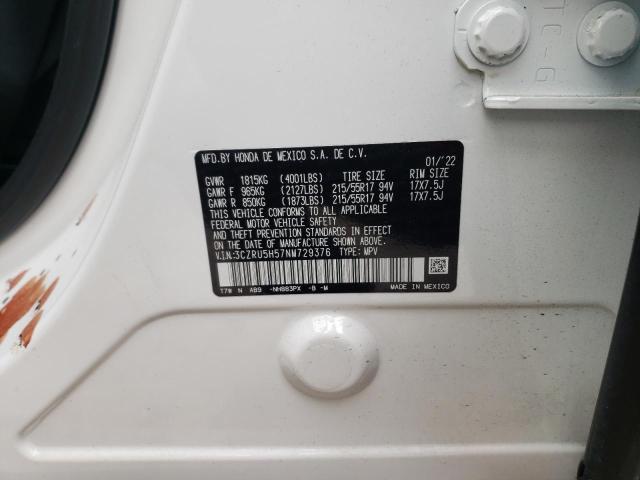 TC-G
MFD.BY HONDA DE MEXICO S.A. DE C.V.
01/'22
GVWR 1815KG (4001LBS) TIRE SIZE RIM SIZE
GAWR F 965KG (2127LBS) 215/55R17 94V 17X7.5J
GAWR R 850KG (1873LBS) 215/55R17 94V 17X7.5J
THIS VEHICLE CONFORMS TO ALL APPLICABLE
FEDERAL MOTOR VEHICLE SAFETY
AND THEFT PREVENTION STANDARDS IN EFFECT
ON THE DATE OF MANUFACTURE SHOWN ABOVE.
V.I.N:3CZRU5H57NM729376 TYPE: MPV
T7W N AB9 -NH883PX -B -M
MADE IN MEXICO